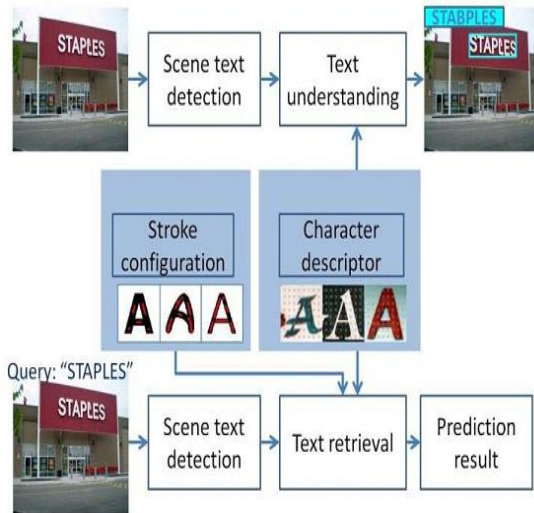 STABPLES
STAPLES
STAPLES
Scene text
detection
Text
understanding
Stroke
configuration
Character
descriptor
A A A
A A A
Query: "STAPLES"
STAPLES
Scene text
detection
Text retrieval
Prediction
result